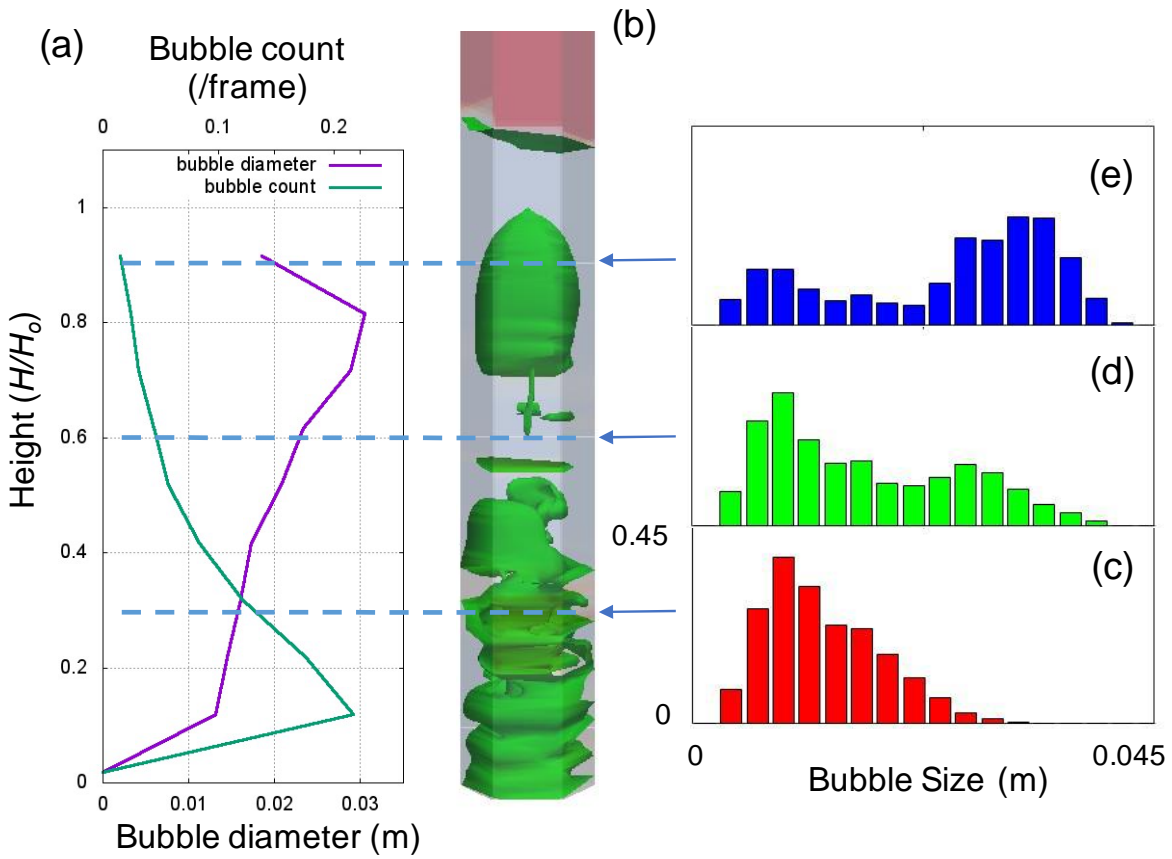 (a)
Bubble count
(/frame)
0
0.1
0.2
bubble diameter
bubble count
1
0.8
0.6
0.4
0.2
0
Height (H/Ho)
0
0.01
0.02
0.03
Bubble diameter (m)
(b)
(e)
(d)
0.45
(c)
0
0
0.045
Bubble Size (m)